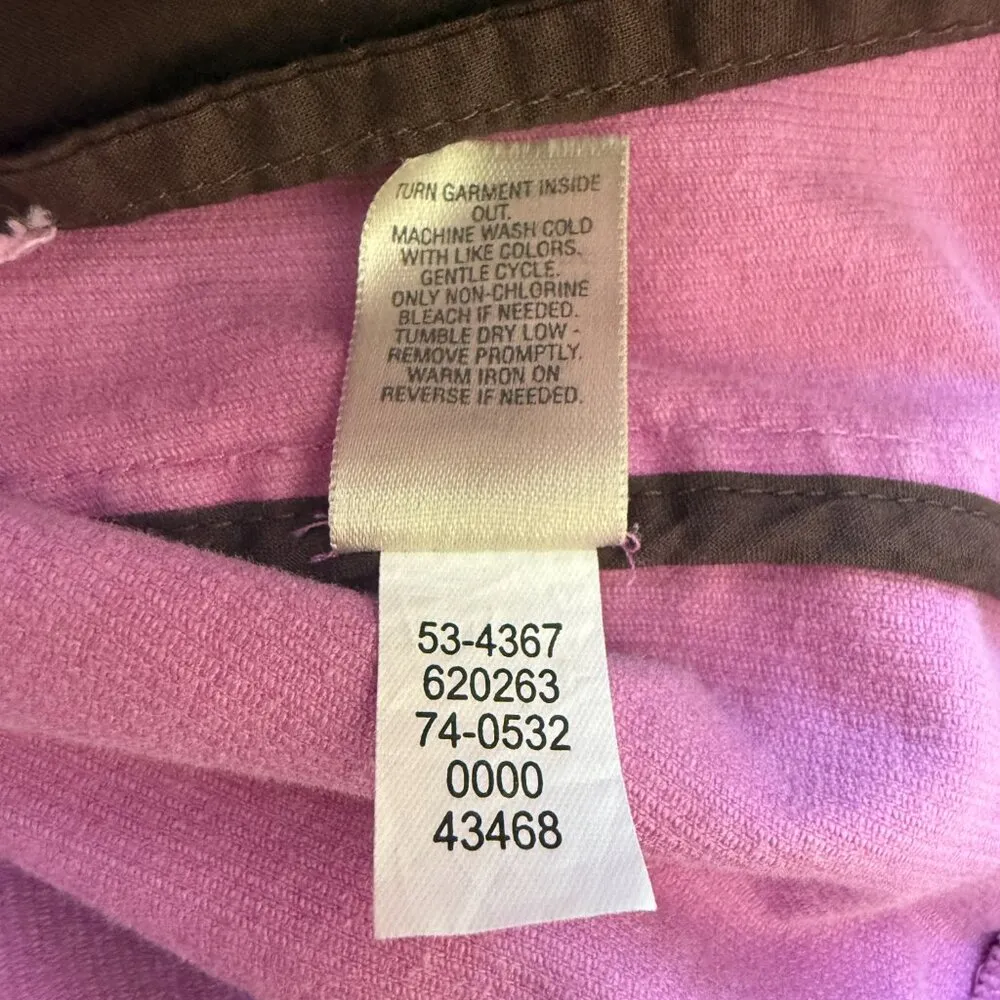 TURN GARMENT INSIDE
OUT.
MACHINE WASH COLD
WITH LIKE COLORS.
GENTLE CYCLE.
ONLY NON-CHLORINE
BLEACH IF NEEDED.
TUMBLE DRY LOW -
REMOVE PROMPTLY.
WARM IRON ON
REVERSE IF NEEDED.
53-4367
620263
74-0532
0000
43468